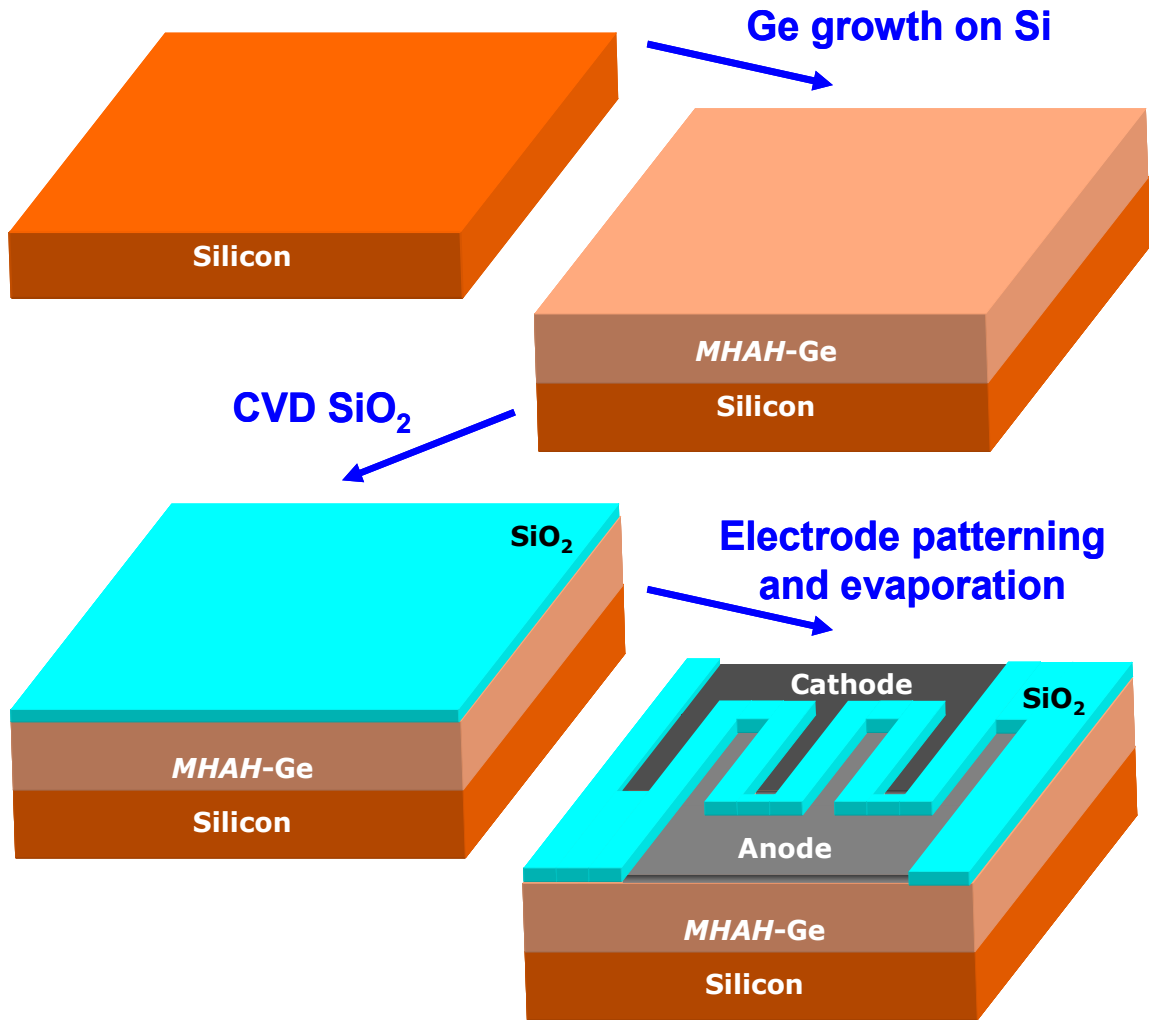 Ge growth on Si
Silicon
MHAH-Ge
Silicon
CVD SiO₂
SiO₂
MHAH-Ge
Silicon
Electrode patterning
and evaporation
Cathode
SiO₂
Anode
MHAH-Ge
Silicon